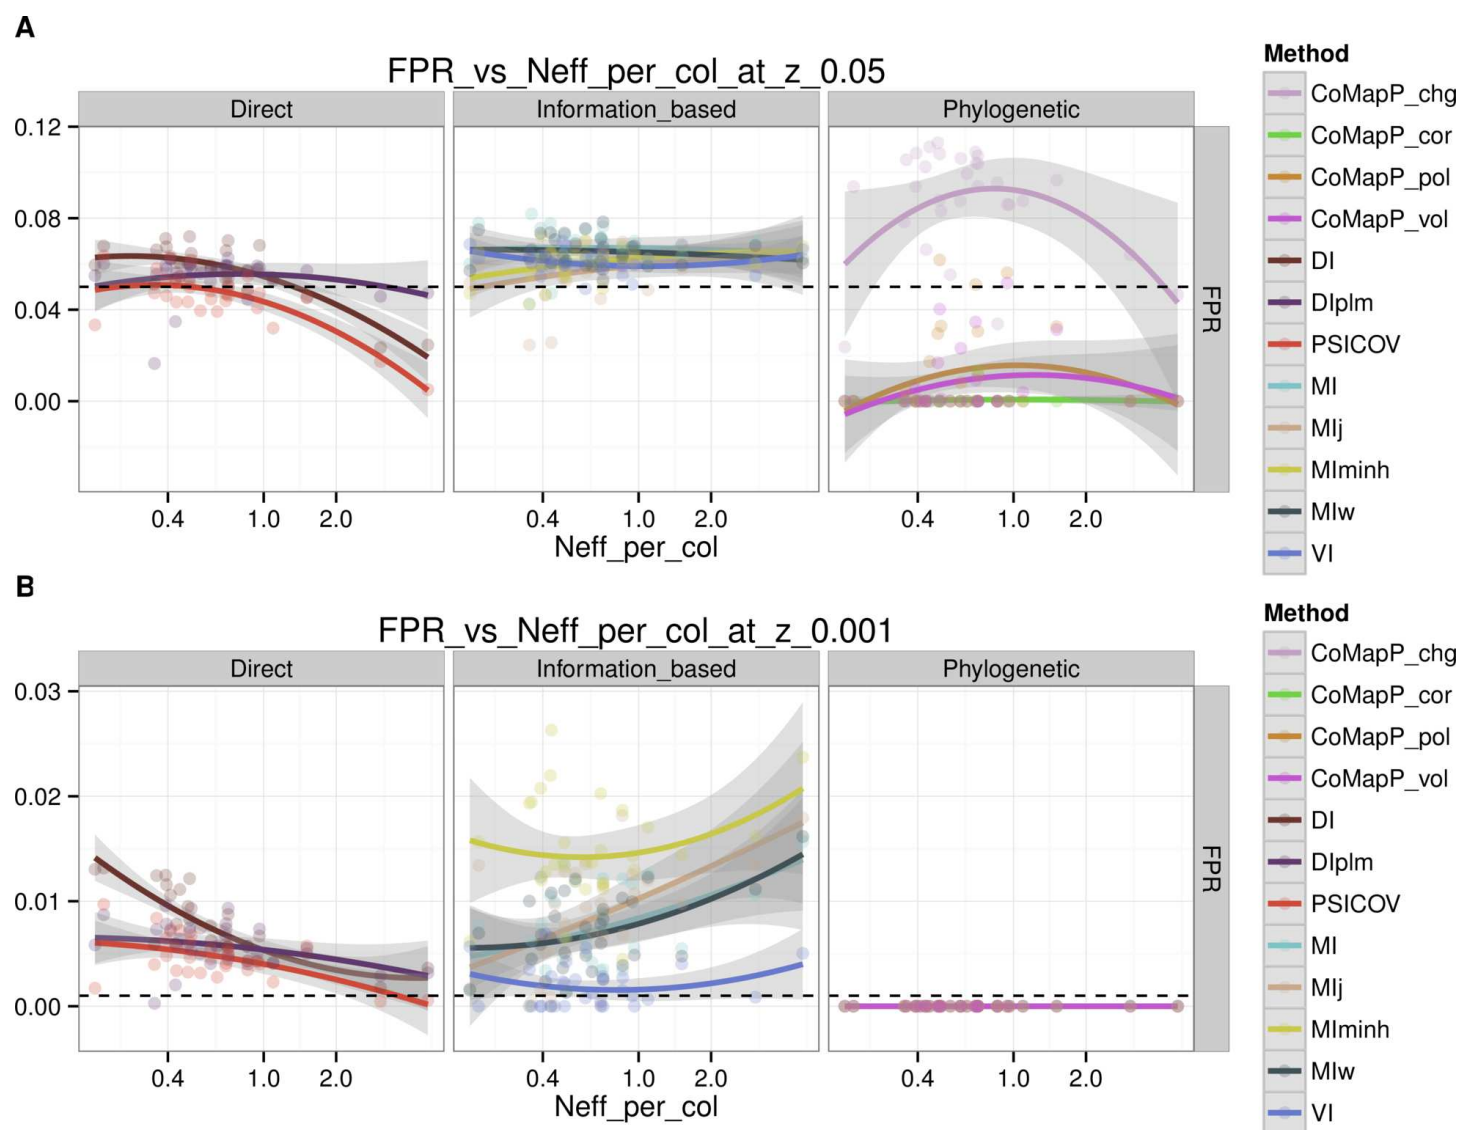 A
FPR_vs_Neff_per_col_at_z_0.05
Direct
Information_based
Phylogenetic
0.12
0.08
0.04
0.00
FPR
0.4 1.0 2.0
0.4 1.0 2.0
0.4 1.0 2.0
Neff_per_col
Method
CoMapP_chg
CoMapP_cor
CoMapP_pol
CoMapP_vol
DI
DIplm
PSICOV
MI
MIj
MIminh
MIw
VI
B
FPR_vs_Neff_per_col_at_z_0.001
Direct
Information_based
Phylogenetic
0.03
0.02
0.01
0.00
FPR
0.4 1.0 2.0
0.4 1.0 2.0
0.4 1.0 2.0
Neff_per_col
Method
CoMapP_chg
CoMapP_cor
CoMapP_pol
CoMapP_vol
DI
DIplm
PSICOV
MI
MIj
MIminh
MIw
VI